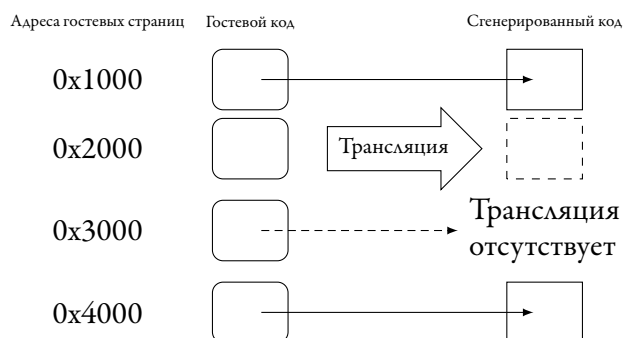 Адреса гостевых страниц Гостевой код Сгенерированный код
0x1000
0x2000 Трансляция
0x3000 Трансляция
отсутствует
0x4000